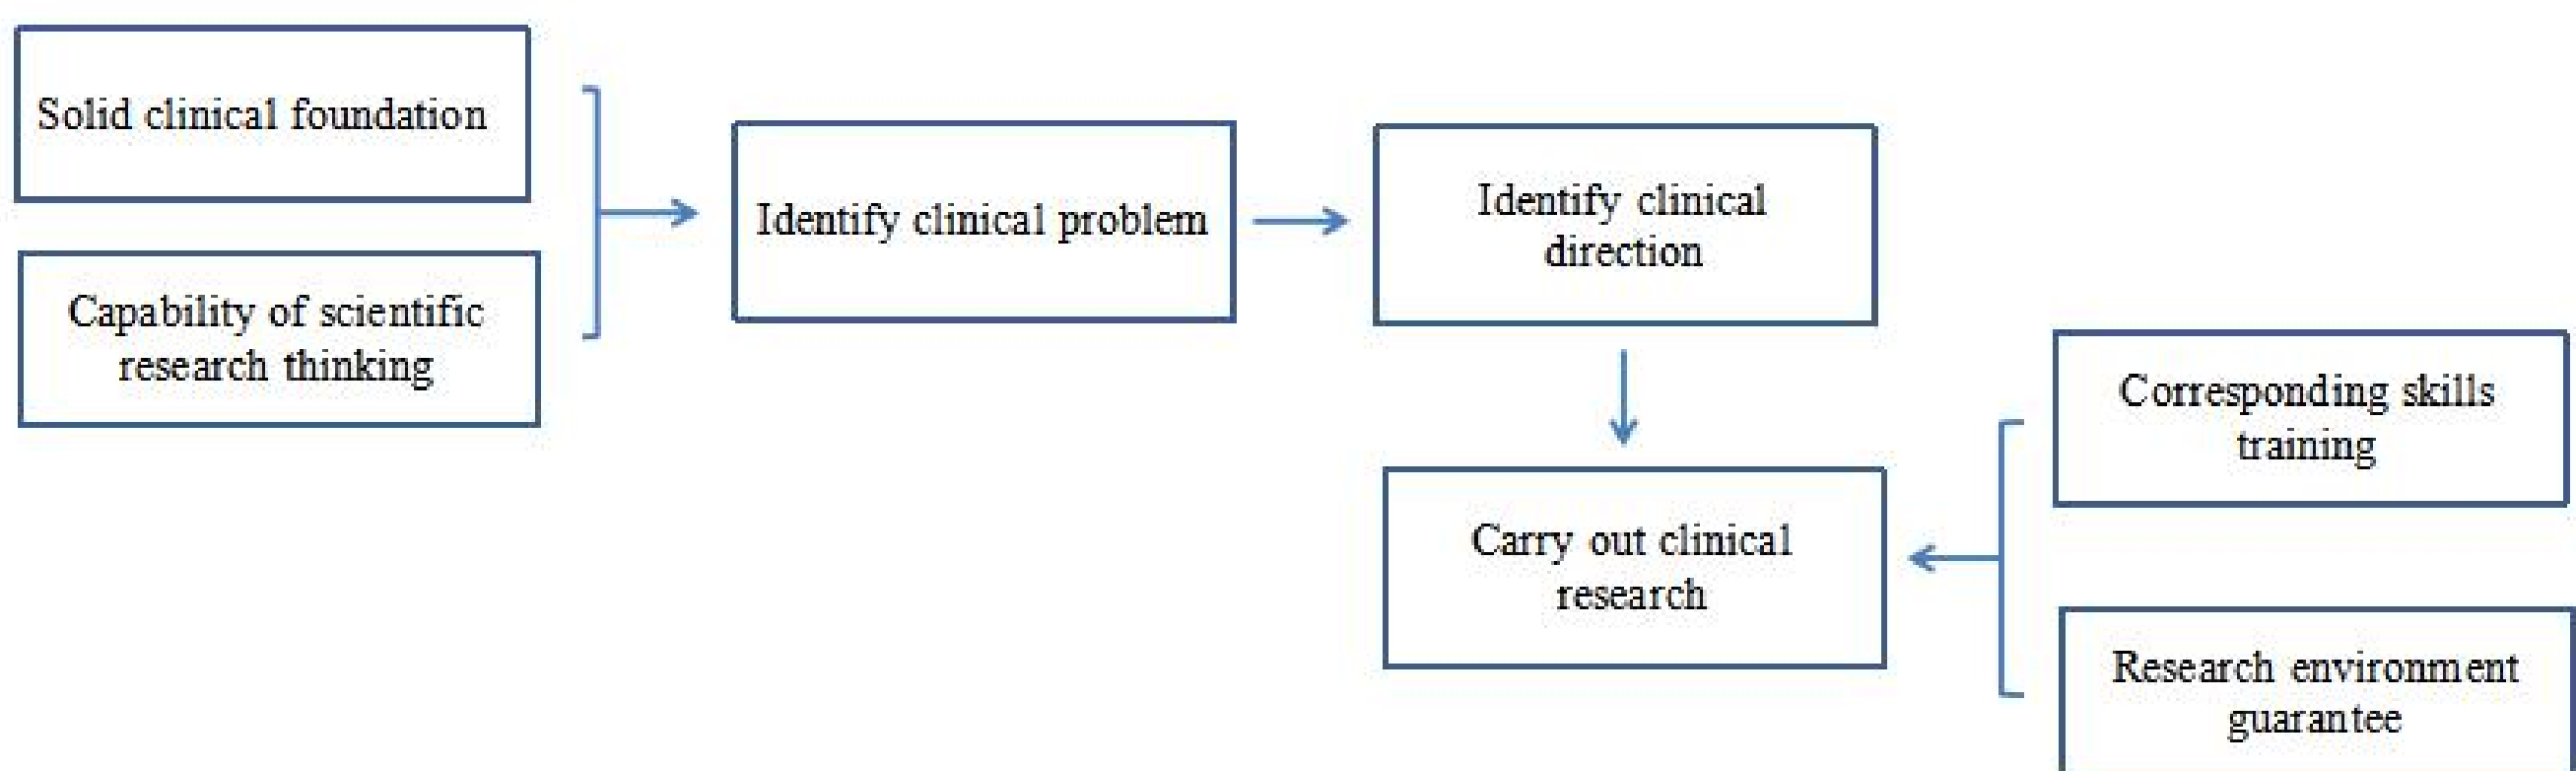 Solid clinical foundation
Capability of scientific
research thinking
Identify clinical problem
Identify clinical
direction
Carry out clinical
research
Corresponding skills
training
Research environment
guarantee